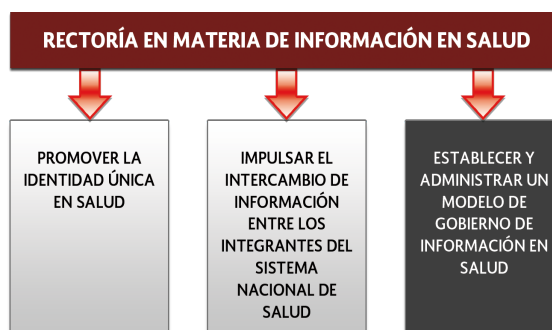 RECTORÍA EN MATERIA DE INFORMACIÓN EN SALUD
PROMOVER LA
IDENTIDAD ÚNICA
EN SALUD
IMPULSAR EL
INTERCAMBIO DE
INFORMACIÓN
ENTRE LOS
INTEGRANTES DEL
SISTEMA
NACIONAL DE
SALUD
ESTABLECER Y
ADMINISTRAR UN
MODELO DE
GOBIERNO DE
INFORMACIÓN EN
SALUD